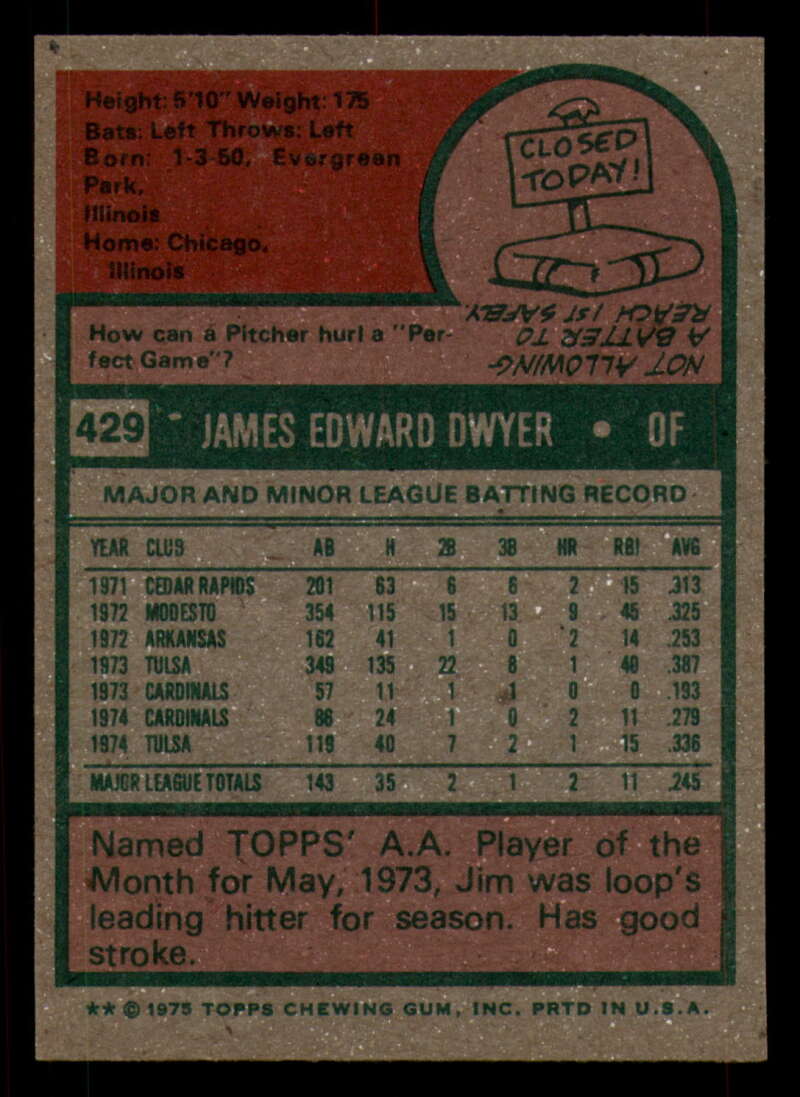 Height: 5'10" Weight: 175
Bats: Left Throws: Left
Born: 1-3-50, Evergreen
Park,
Illinois
Home: Chicago,
Illinois
CLOSED
TODAY!
How can a Pitcher hurl a "Per-
fect Game"?
NOT ALLOWING
A BATTER TO
REACH 1ST SAFELY.
429 JAMES EDWARD DWYER • OF
MAJOR AND MINOR LEAGUE BATTING RECORD
YEAR CLUB AB H 2B 3B HR RBI AVG
1971 CEDAR RAPIDS 201 63 6 6 2 15 .313
1972 MODESTO 354 115 15 13 9 45 .325
1972 ARKANSAS 162 41 1 0 2 14 .253
1973 TULSA 349 135 22 8 1 40 .387
1973 CARDINALS 57 11 1 1 0 0 .193
1974 CARDINALS 86 24 1 0 2 11 .279
1974 TULSA 119 40 7 2 1 15 .336
MAJOR LEAGUE TOTALS 143 35 2 1 2 11 .245
Named TOPPS' A.A. Player of the
Month for May, 1973, Jim was loop's
leading hitter for season. Has good
stroke.
** © 1975 TOPPS CHEWING GUM, INC. PRTD IN U.S.A.